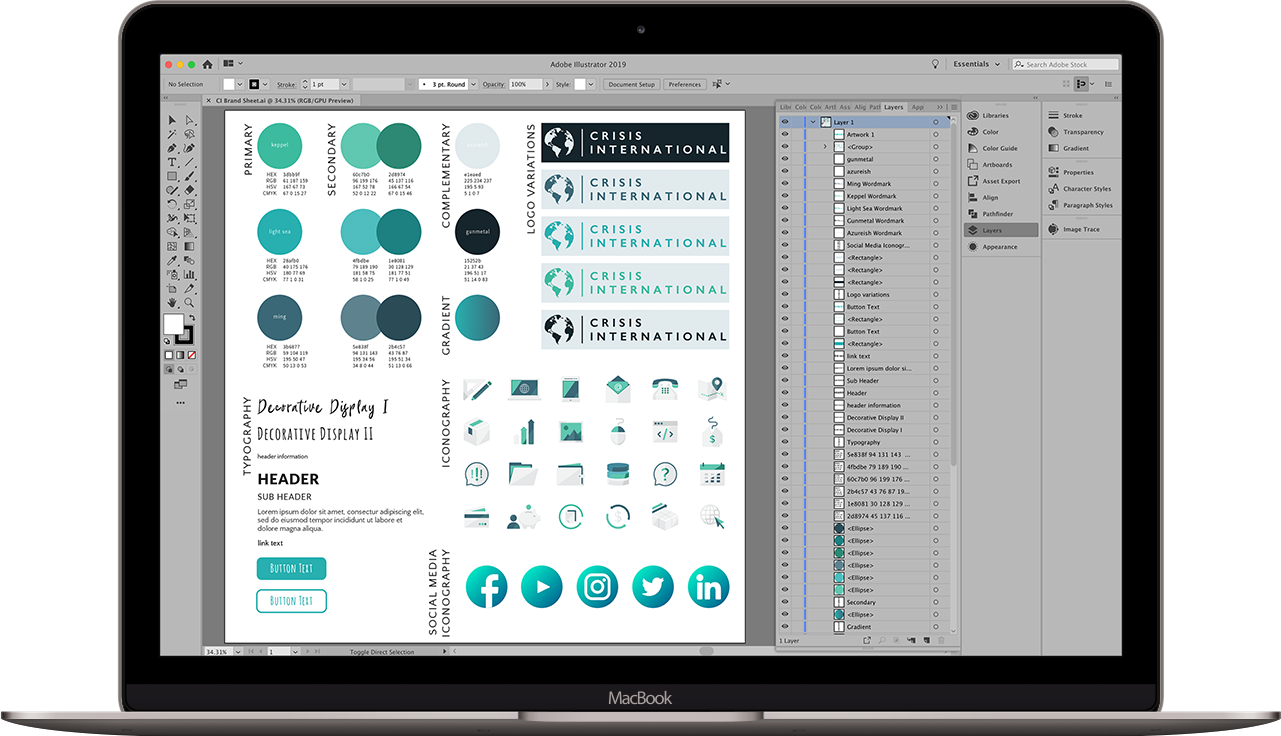 Adobe Illustrator 2019
Essentials
Search Adobe Stock
No Selection
Stroke:
1 pt
3 pt. Round
Opacity:
100%
Style:
Document Setup
Preferences
CI Brand Sheet.ai @ 34.31% (RGB/GPU Preview)
PRIMARY
keppel
HEX 3dbb9f
RGB 61 187 159
HSV 167 67 73
CMYK 67 0 15 27
light sea
HEX 28afb0
RGB 40 175 176
HSV 180 77 69
CMYK 77 1 0 31
ming
HEX 3b6877
RGB 59 104 119
HSV 195 50 47
CMYK 50 13 0 53
SECONDARY
60c7b0
96 199 176
167 52 78
52 0 12 22
2d8974
45 137 116
166 67 54
67 0 15 46
4fbdbe
79 189 190
181 58 75
58 1 0 25
1e8081
30 128 129
181 77 51
77 1 0 49
5e838f
94 131 143
195 34 56
34 8 0 44
2b4c57
43 76 87
195 51 34
51 13 0 66
COMPLEMENTARY
e1eaed
225 234 237
195 5 93
5 1 0 7
gunmetal
15252b
21 37 43
196 51 17
51 14 0 83
GRADIENT
LOGO VARIATIONS
CRISIS
INTERNATIONAL
CRISIS
INTERNATIONAL
CRISIS
INTERNATIONAL
CRISIS
INTERNATIONAL
CRISIS
INTERNATIONAL
TYPOGRAPHY
Decorative Display I
DECORATIVE DISPLAY II
header information
HEADER
SUB HEADER
Lorem ipsum dolor sit amet, consectur adipiscing elit,
sed do eiusmod tempor incididunt ut labore et
dolore magna aliqua.
link text
BUTTON TEXT
BUTTON TEXT
ICONOGRAPHY
SOCIAL MEDIA
ICONOGRAPHY
34.31%
1
Toggle Direct Selection
Layers
App
Layer 1
Artwork 1
<Group>
gunmetal
azureish
Ming Wordmark
Keppel Wordmark
Light Sea Wordmark
Gunmetal Wordmark
Azureish Wordmark
Social Media Iconogr...
<Rectangle>
<Rectangle>
<Rectangle>
Logo variations
Button Text
<Rectangle>
Button Text
<Rectangle>
link text
Lorem ipsum dolor si...
Sub Header
Header
header information
Decorative Display II
Decorative Display I
Typography
5e838f 94 131 143 ...
4fbdbe 79 189 190 ...
60c7b0 96 199 176 ...
2b4c57 43 76 87 19...
1e8081 30 128 129 ...
2d8974 45 137 116 ...
<Ellipse>
<Ellipse>
<Ellipse>
<Ellipse>
<Ellipse>
<Ellipse>
Secondary
<Ellipse>
Gradient
1 Layer
Libraries
Color
Color Guide
Artboards
Asset Export
Align
Pathfinder
Layers
Appearance
Stroke
Transparency
Gradient
Properties
Character Styles
Paragraph Styles
Image Trace
MacBook